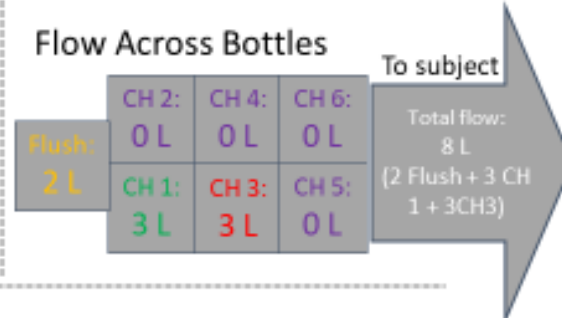 Flow Across Bottles
To subject
Flush:
2 L
CH 2:
0 L
CH 4:
0 L
CH 6:
0 L
CH 1:
3 L
CH 3:
3 L
CH 5:
0 L
Total flow:
8 L
(2 Flush + 3 CH
1 + 3CH3)